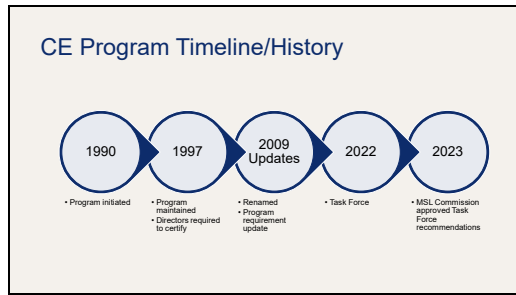 CE Program Timeline/History
1990
1997
2009
Updates
2022
2023
• Program initiated
• Program
maintained
• Directors required
to certify
• Renamed
• Program
requirement
update
• Task Force
• MSL Commission
approved Task
Force
recommendations